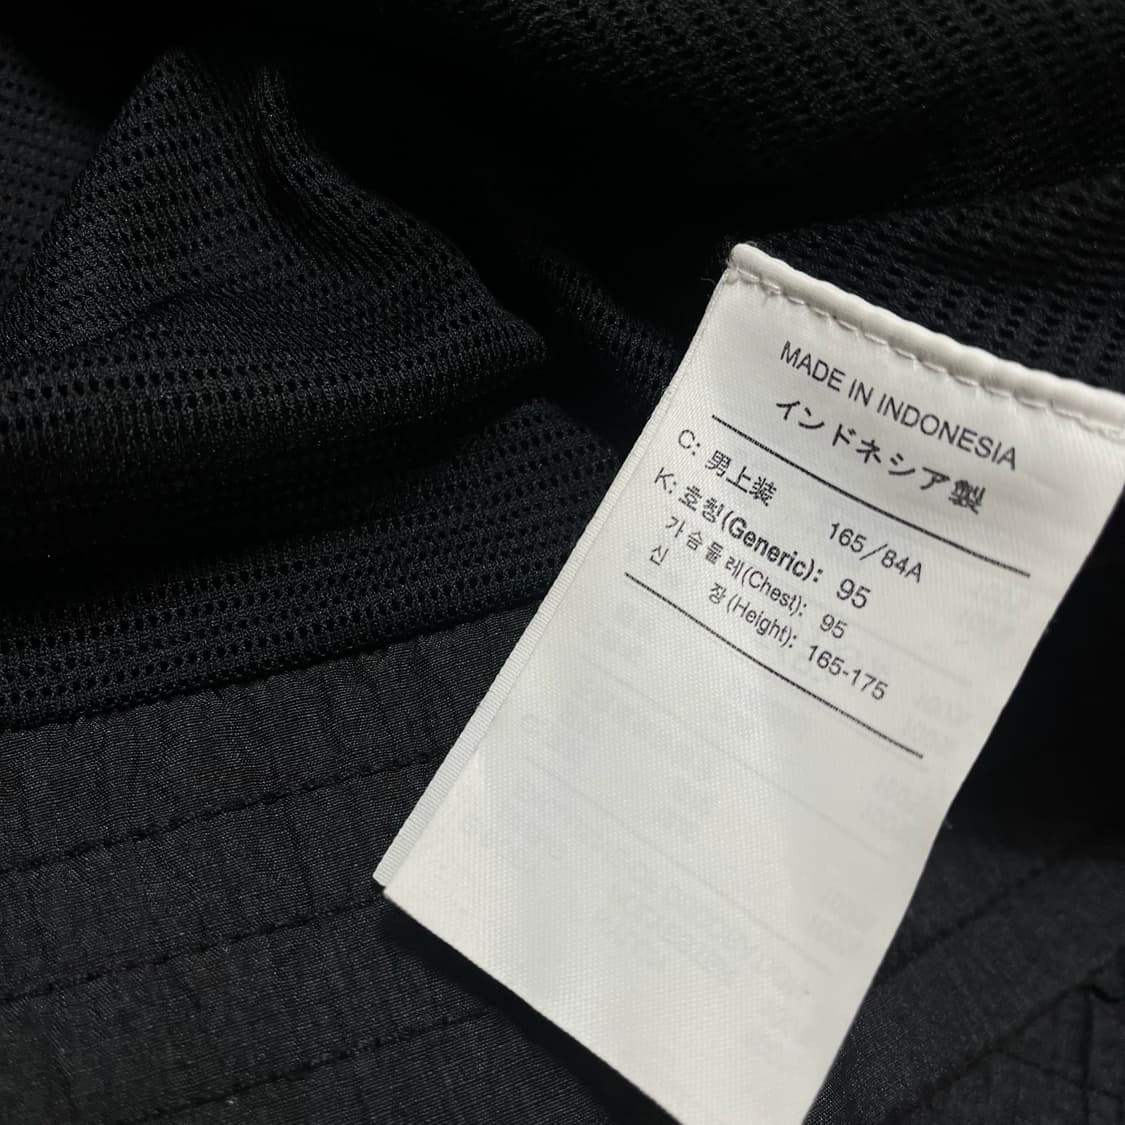 MADE IN INDONESIA
インドネシア製
C: 男上装 165/84A
K: 호칭(Generic): 95
가슴둘레(Chest): 95
신 장(Height): 165-175